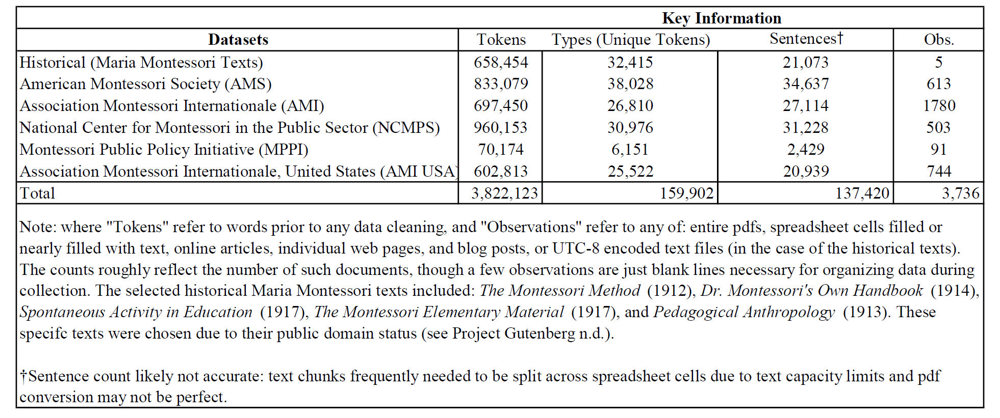 Key Information
Datasets Tokens Types (Unique Tokens) Sentences† Obs.
Historical (Maria Montessori Texts) 658,454 32,415 21,073 5
American Montessori Society (AMS) 833,079 38,028 34,637 613
Association Montessori Internationale (AMI) 697,450 26,810 27,114 1780
National Center for Montessori in the Public Sector (NCMPS) 960,153 30,976 31,228 503
Montessori Public Policy Initiative (MPPI) 70,174 6,151 2,429 91
Association Montessori Internationale, United States (AMI USA) 602,813 25,522 20,939 744
Total 3,822,123 159,902 137,420 3,736
Note: where "Tokens" refer to words prior to any data cleaning, and "Observations" refer to any of: entire pdfs, spreadsheet cells filled or
nearly filled with text, online articles, individual web pages, and blog posts, or UTC-8 encoded text files (in the case of the historical texts).
The counts roughly reflect the number of such documents, though a few observations are just blank lines necessary for organizing data during
collection. The selected historical Maria Montessori texts included: The Montessori Method (1912), Dr. Montessori's Own Handbook (1914),
Spontaneous Activity in Education (1917), The Montessori Elementary Material (1917), and Pedagogical Anthropology (1913). These
specifc texts were chosen due to their public domain status (see Project Gutenberg n.d.).
†Sentence count likely not accurate: text chunks frequently needed to be split across spreadsheet cells due to text capacity limits and pdf
conversion may not be perfect.